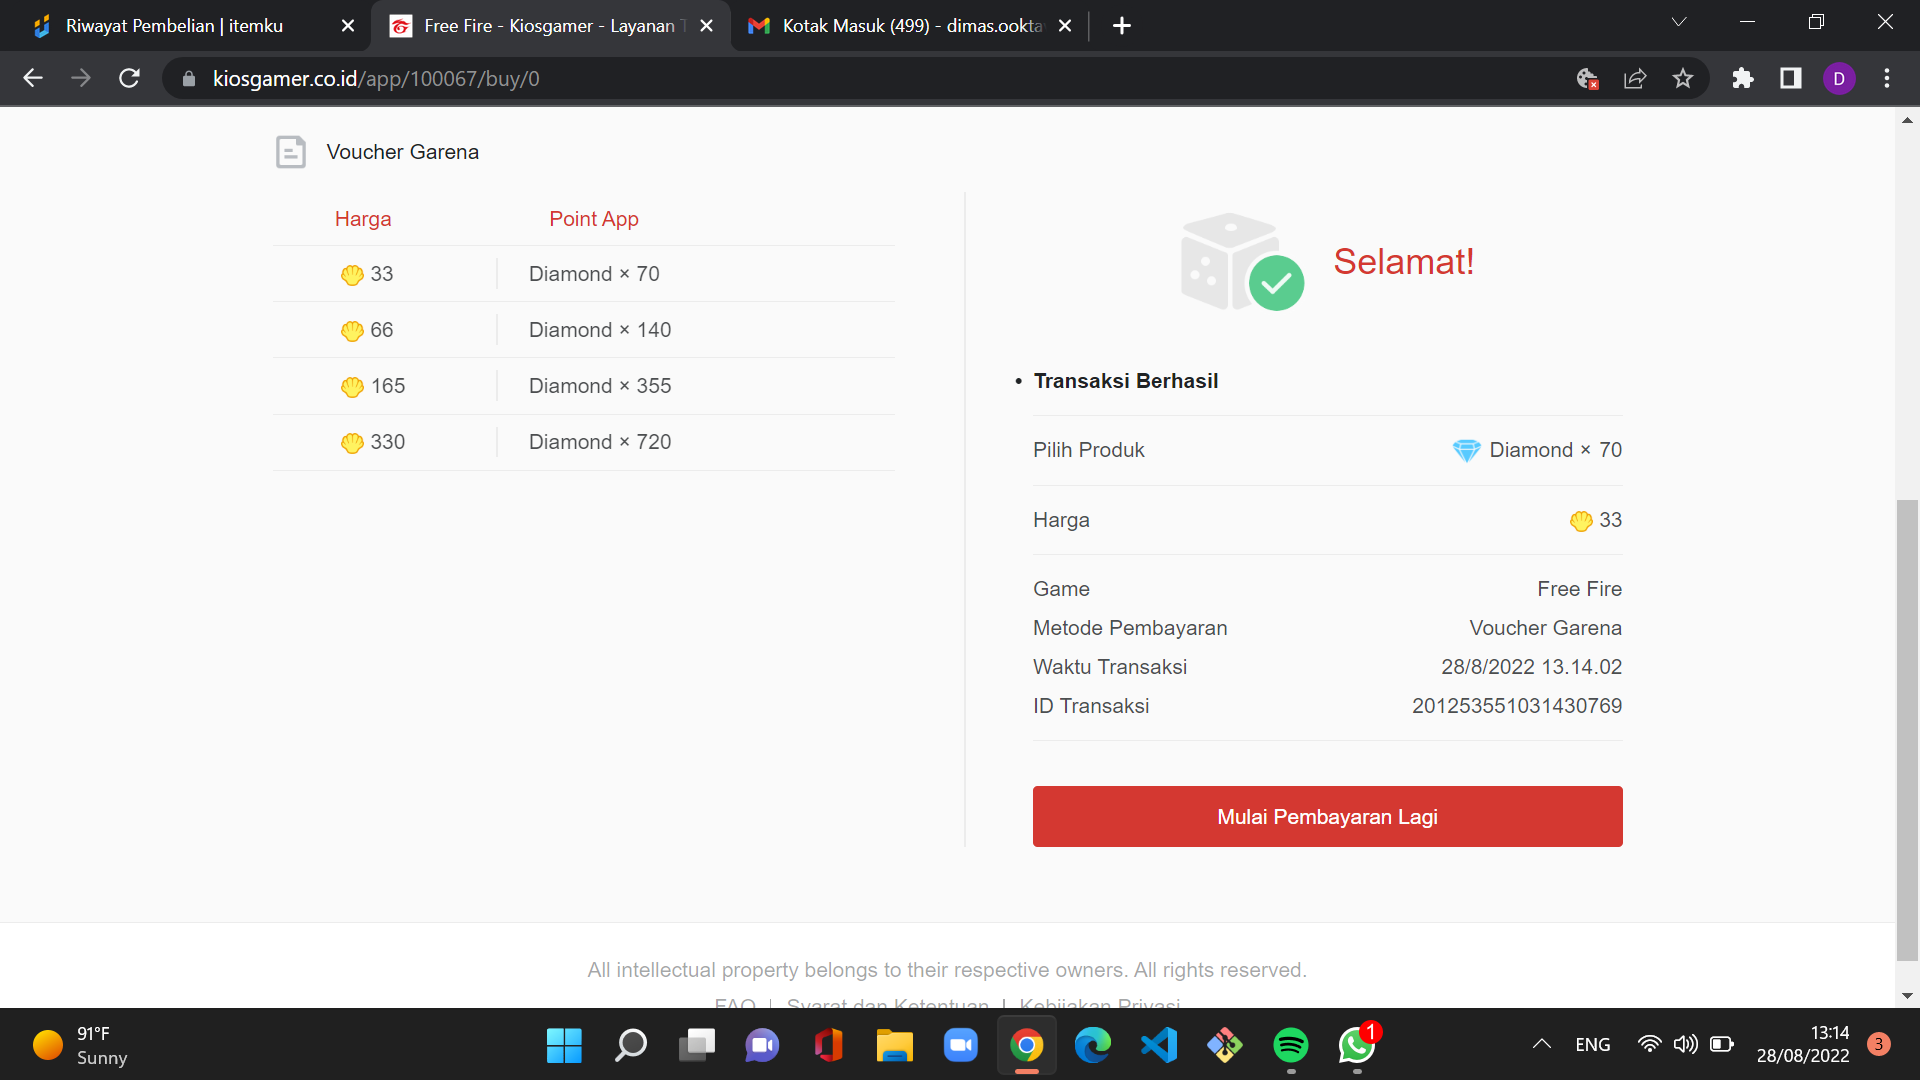 Riwayat Pembelian | itemku
Free Fire - Kiosgamer - Layanan
Kotak Masuk (499) - dimas.ookta
kiosgamer.co.id/app/100067/buy/0
D
Voucher Garena
Harga Point App
33 Diamond × 70
66 Diamond × 140
165 Diamond × 355
330 Diamond × 720
Selamat!
• Transaksi Berhasil
Pilih Produk Diamond × 70
Harga 33
Game Free Fire
Metode Pembayaran Voucher Garena
Waktu Transaksi 28/8/2022 13.14.02
ID Transaksi 201253551031430769
Mulai Pembayaran Lagi
All intellectual property belongs to their respective owners. All rights reserved.
FAQ | Syarat dan Ketentuan | Kebijakan Privasi
91°F
Sunny
1
ENG
13:14
28/08/2022
3